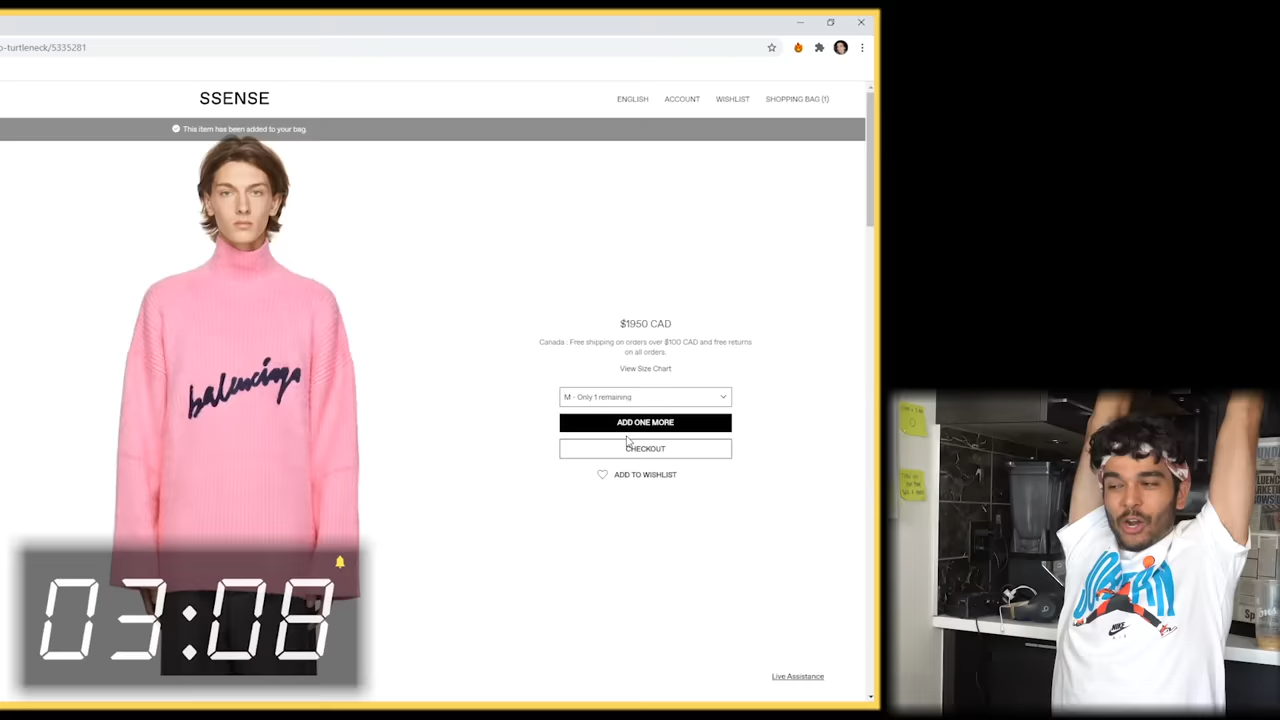 o-turtleneck/5335281
SSENSE
ENGLISH ACCOUNT WISHLIST SHOPPING BAG (1)
This item has been added to your bag.
balenciaga
$1950 CAD
Canada : Free shipping on orders over $100 CAD and free returns
on all orders.
View Size Chart
M - Only 1 remaining
ADD ONE MORE
CHECKOUT
ADD TO WISHLIST
03:08
Live Assistance
JORDAN
NIKE
AIR